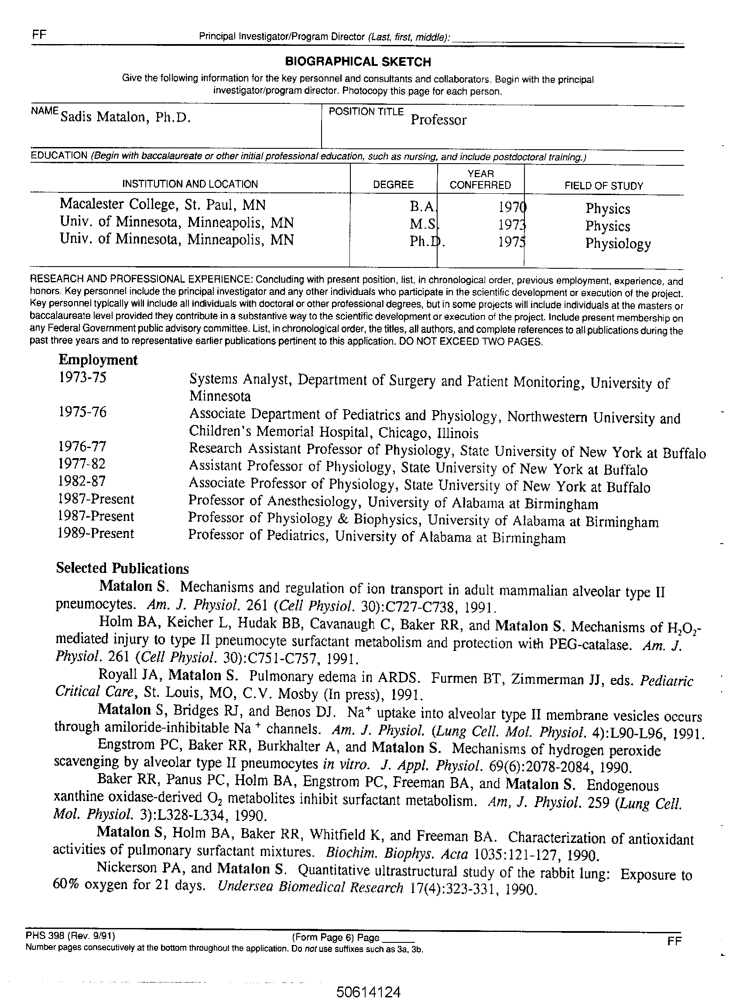 FF
Principal Investigator/Program Director (Last, first, middle):
BIOGRAPHICAL SKETCH
Give the following information for the key personnel and consultants and collaborators. Begin with the principal
investigator/program director. Photocopy this page for each person.
NAME Sadis Matalon, Ph.D.
POSITION TITLE Professor
EDUCATION (Begin with baccalaureate or other initial professional education, such as nursing, and include postdoctoral training.)
INSTITUTION AND LOCATION DEGREE YEAR CONFERRED FIELD OF STUDY
Macalester College, St. Paul, MN B.A. 1970 Physics
Univ. of Minnesota, Minneapolis, MN M.S. 1973 Physics
Univ. of Minnesota, Minneapolis, MN Ph.D. 1975 Physiology
RESEARCH AND PROFESSIONAL EXPERIENCE: Concluding with present position, list, in chronological order, previous employment, experience, and
honors. Key personnel include the principal investigator and any other individuals who participate in the scientific development or execution of the project.
Key personnel typically will include all individuals with doctoral or other professional degrees, but in some projects will include individuals at the masters or
baccalaureate level provided they contribute in a substantive way to the scientific development or execution of the project. Include present membership on
any Federal Government public advisory committee. List, in chronological order, the titles, all authors, and complete references to all publications during the
past three years and to representative earlier publications pertinent to this application. DO NOT EXCEED TWO PAGES.
Employment
1973-75 Systems Analyst, Department of Surgery and Patient Monitoring, University of
Minnesota
1975-76 Associate Department of Pediatrics and Physiology, Northwestern University and
Children's Memorial Hospital, Chicago, Illinois
1976-77 Research Assistant Professor of Physiology, State University of New York at Buffalo
1977-82 Assistant Professor of Physiology, State University of New York at Buffalo
1982-87 Associate Professor of Physiology, State University of New York at Buffalo
1987-Present Professor of Anesthesiology, University of Alabama at Birmingham
1987-Present Professor of Physiology & Biophysics, University of Alabama at Birmingham
1989-Present Professor of Pediatrics, University of Alabama at Birmingham
Selected Publications
Matalon S. Mechanisms and regulation of ion transport in adult mammalian alveolar type II
pneumocytes. Am. J. Physiol. 261 (Cell Physiol. 30):C727-C738, 1991.
Holm BA, Keicher L, Hudak BB, Cavanaugh C, Baker RR, and Matalon S. Mechanisms of H₂O₂-
mediated injury to type II pneumocyte surfactant metabolism and protection with PEG-catalase. Am. J.
Physiol. 261 (Cell Physiol. 30):C751-C757, 1991.
Royall JA, Matalon S. Pulmonary edema in ARDS. Furmen BT, Zimmerman JJ, eds. Pediatric
Critical Care, St. Louis, MO, C.V. Mosby (In press), 1991.
Matalon S, Bridges RJ, and Benos DJ. Na⁺ uptake into alveolar type II membrane vesicles occurs
through amiloride-inhibitable Na ⁺ channels. Am. J. Physiol. (Lung Cell. Mol. Physiol. 4):L90-L96, 1991.
Engstrom PC, Baker RR, Burkhalter A, and Matalon S. Mechanisms of hydrogen peroxide
scavenging by alveolar type II pneumocytes in vitro. J. Appl. Physiol. 69(6):2078-2084, 1990.
Baker RR, Panus PC, Holm BA, Engstrom PC, Freeman BA, and Matalon S. Endogenous
xanthine oxidase-derived O₂ metabolites inhibit surfactant metabolism. Am, J. Physiol. 259 (Lung Cell.
Mol. Physiol. 3):L328-L334, 1990.
Matalon S, Holm BA, Baker RR, Whitfield K, and Freeman BA. Characterization of antioxidant
activities of pulmonary surfactant mixtures. Biochim. Biophys. Acta 1035:121-127, 1990.
Nickerson PA, and Matalon S. Quantitative ultrastructural study of the rabbit lung: Exposure to
60% oxygen for 21 days. Undersea Biomedical Research 17(4):323-331, 1990.
PHS 398 (Rev. 9/91) (Form Page 6) Page FF
Number pages consecutively at the bottom throughout the application. Do not use suffixes such as 3a, 3b.
50614124